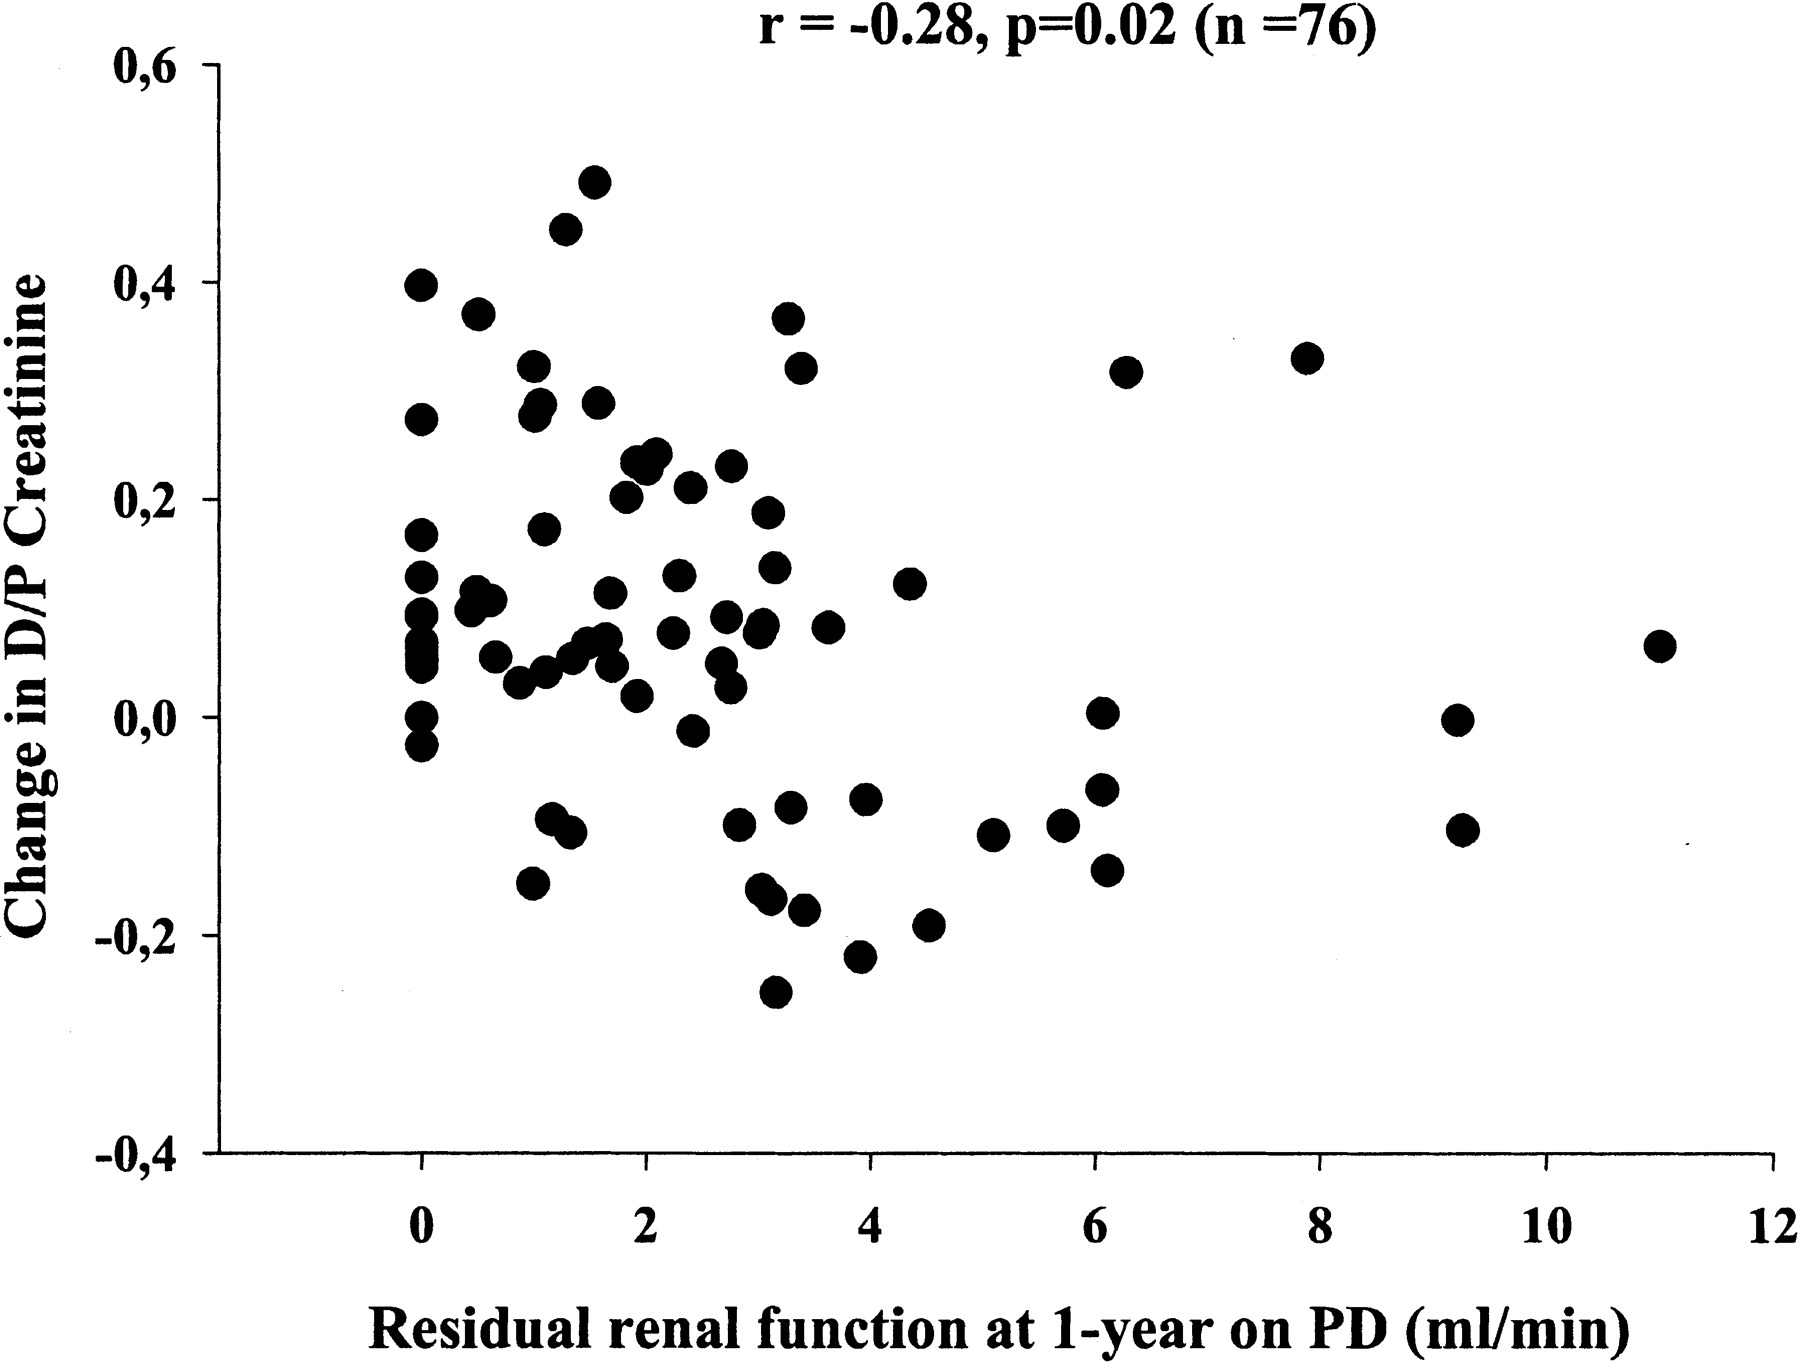 r = -0.28, p=0.02 (n =76)
0,6
0,4
0,2
0,0
-0,2
-0,4
Change in D/P Creatinine
0 2 4 6 8 10 12
Residual renal function at 1-year on PD (ml/min)